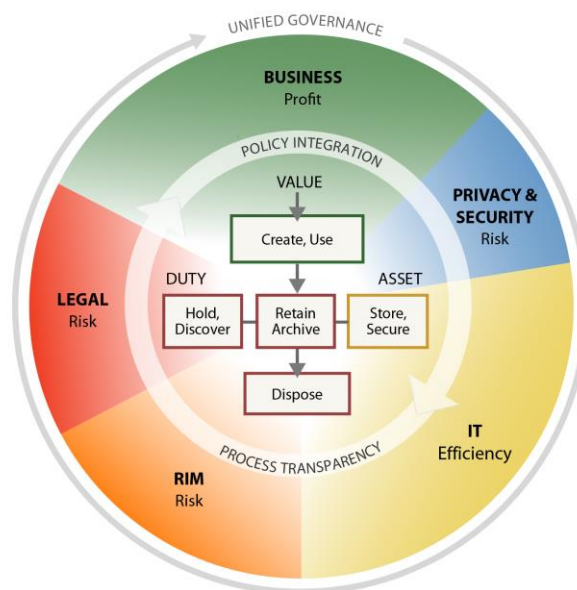 UNIFIED GOVERNANCE
BUSINESS
Profit
POLICY INTEGRATION
VALUE
PRIVACY &
SECURITY
Risk
Create, Use
DUTY
ASSET
LEGAL
Risk
Hold,
Discover
Retain
Archive
Store,
Secure
Dispose
IT
Efficiency
PROCESS TRANSPARENCY
RIM
Risk